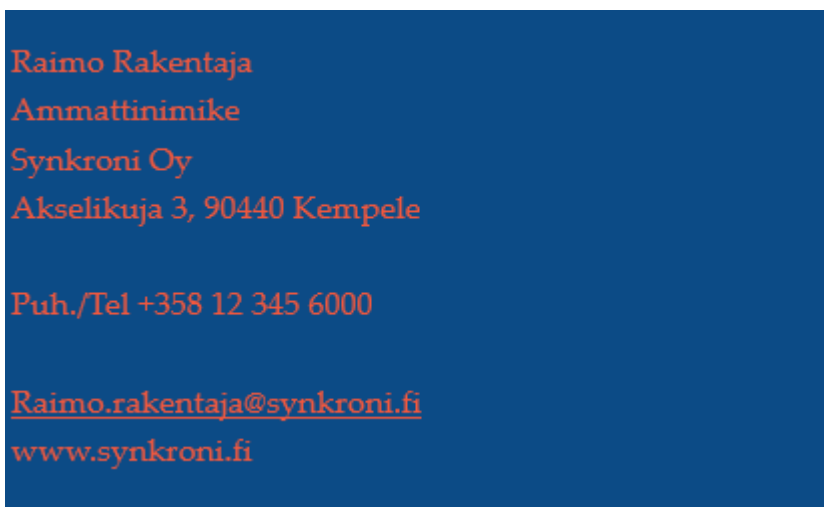 Raimo Rakentaja
Ammattinimike
Synkroni Oy
Akselikuja 3, 90440 Kempele
Puh./Tel +358 12 345 6000
Raimo.rakentaja@synkroni.fi
www.synkroni.fi